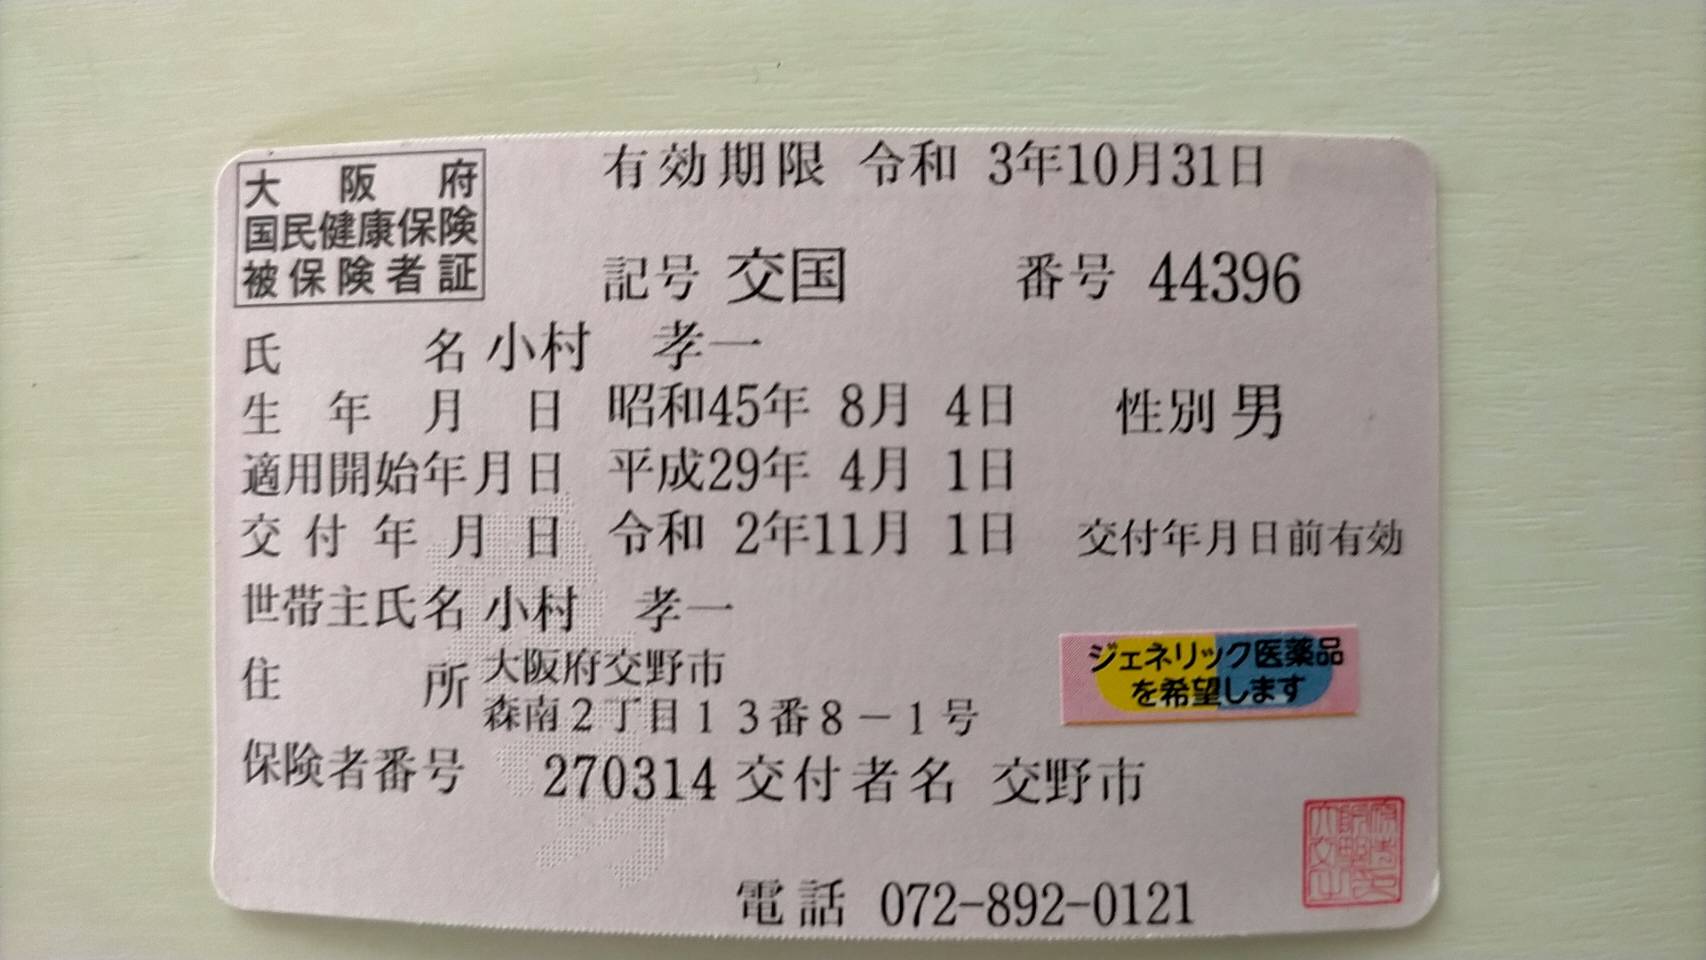 大阪府
国民健康保険
被保険者証
有効期限 令和 3年10月31日
記号 交国 番号 44396
氏名 小村 孝一
生年月日 昭和45年 8月 4日 性別 男
適用開始年月日 平成29年 4月 1日
交付年月日 令和 2年11月 1日 交付年月日前有効
世帯主氏名 小村 孝一
住所 大阪府交野市
森南2丁目13番8-1号
ジェネリック医薬品
を希望します
保険者番号 270314 交付者名 交野市
電話 072-892-0121